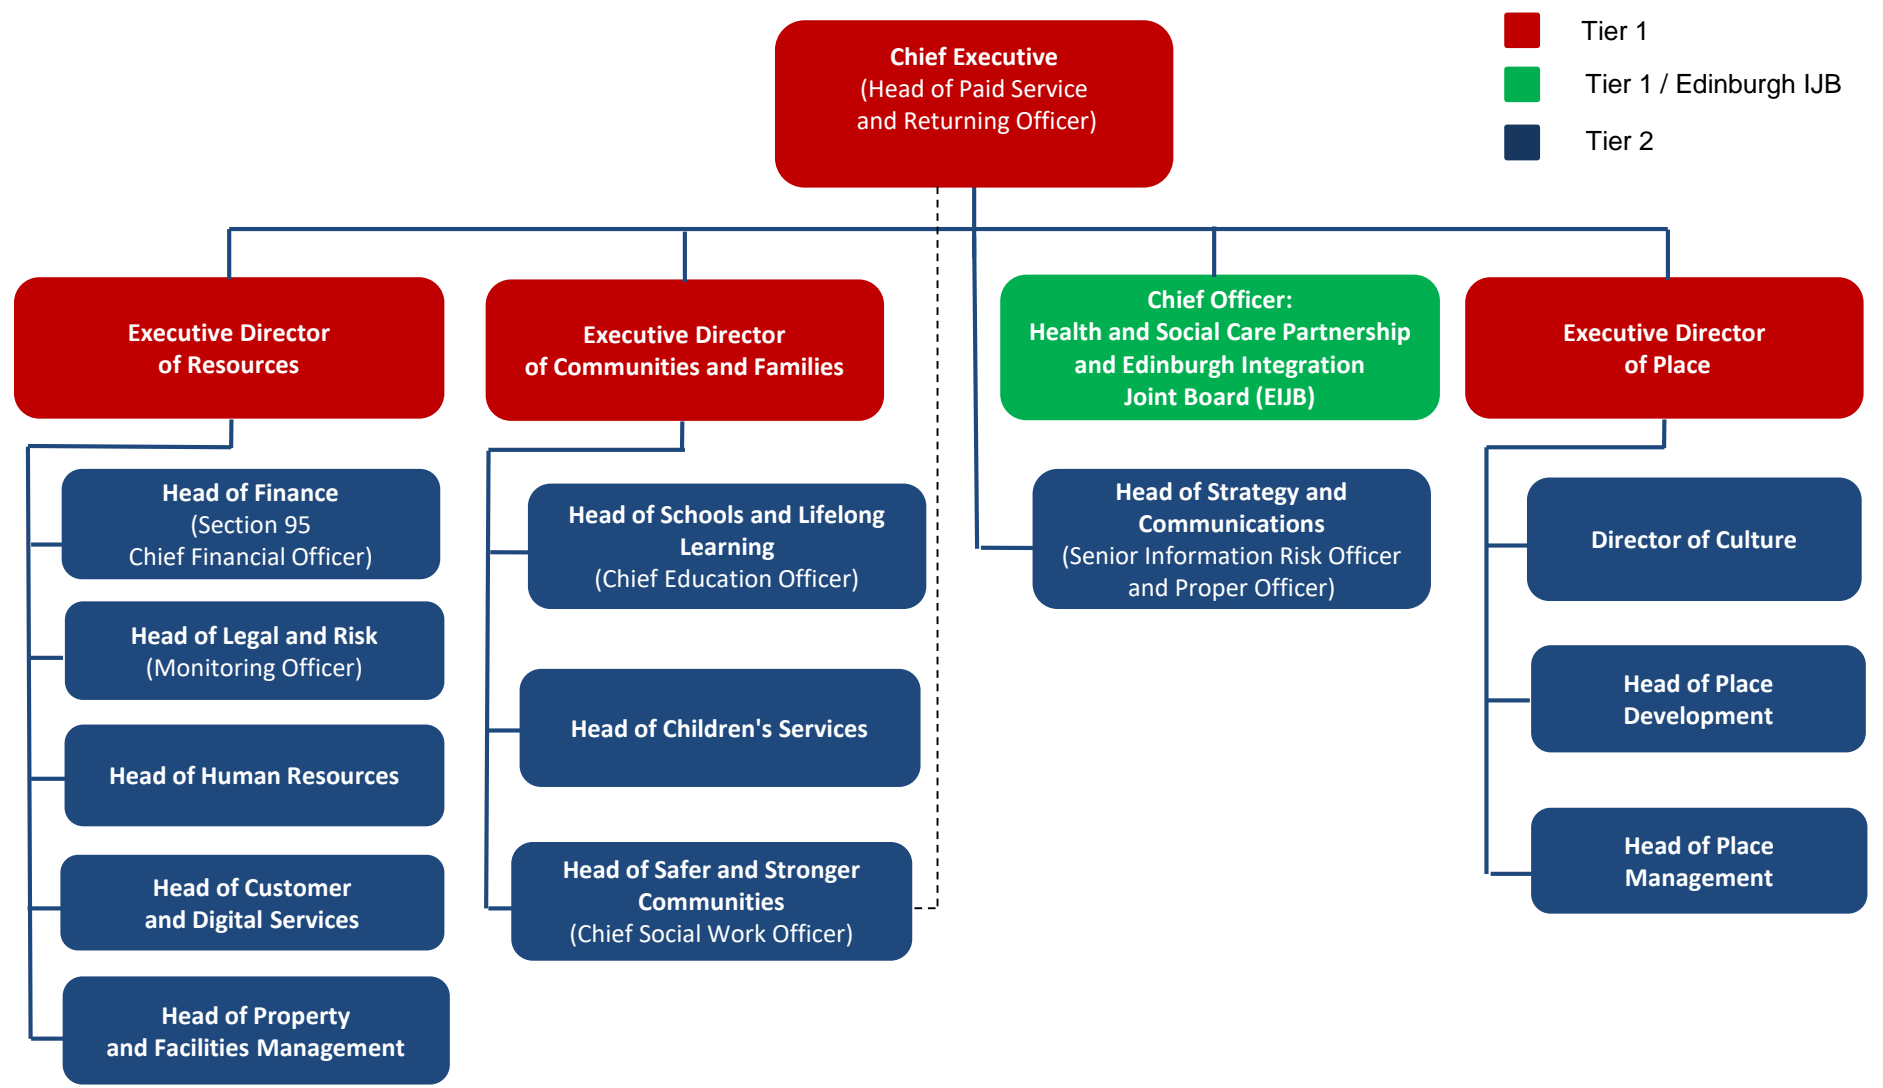 Chief Executive
(Head of Paid Service
and Returning Officer)
Tier 1
Tier 1 / Edinburgh IJB
Tier 2
Executive Director
of Resources
Executive Director
of Communities and Families
Chief Officer:
Health and Social Care Partnership
and Edinburgh Integration
Joint Board (EIJB)
Executive Director
of Place
Head of Finance
(Section 95
Chief Financial Officer)
Head of Legal and Risk
(Monitoring Officer)
Head of Human Resources
Head of Customer
and Digital Services
Head of Property
and Facilities Management
Head of Schools and Lifelong
Learning
(Chief Education Officer)
Head of Children's Services
Head of Safer and Stronger
Communities
(Chief Social Work Officer)
Head of Strategy and
Communications
(Senior Information Risk Officer
and Proper Officer)
Director of Culture
Head of Place
Development
Head of Place
Management